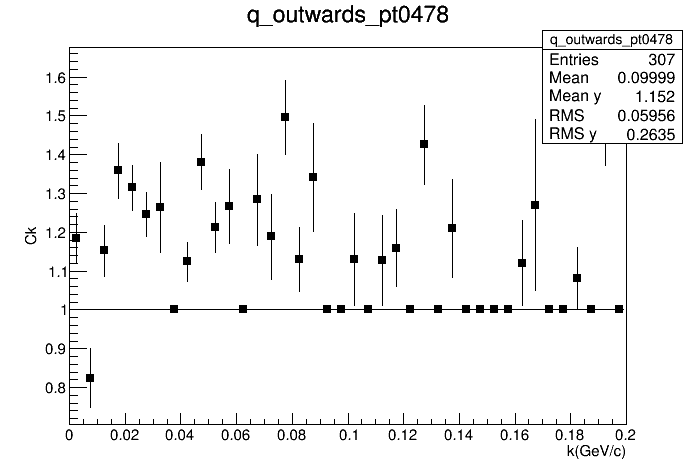 q_outwards_pt0478
q_outwards_pt0478
Entries 307
Mean 0.09999
Mean y 1.152
RMS 0.05956
RMS y 0.2635
Ck
1.6
1.5
1.4
1.3
1.2
1.1
1
0.9
0.8
0 0.02 0.04 0.06 0.08 0.1 0.12 0.14 0.16 0.18 0.2
k(GeV/c)